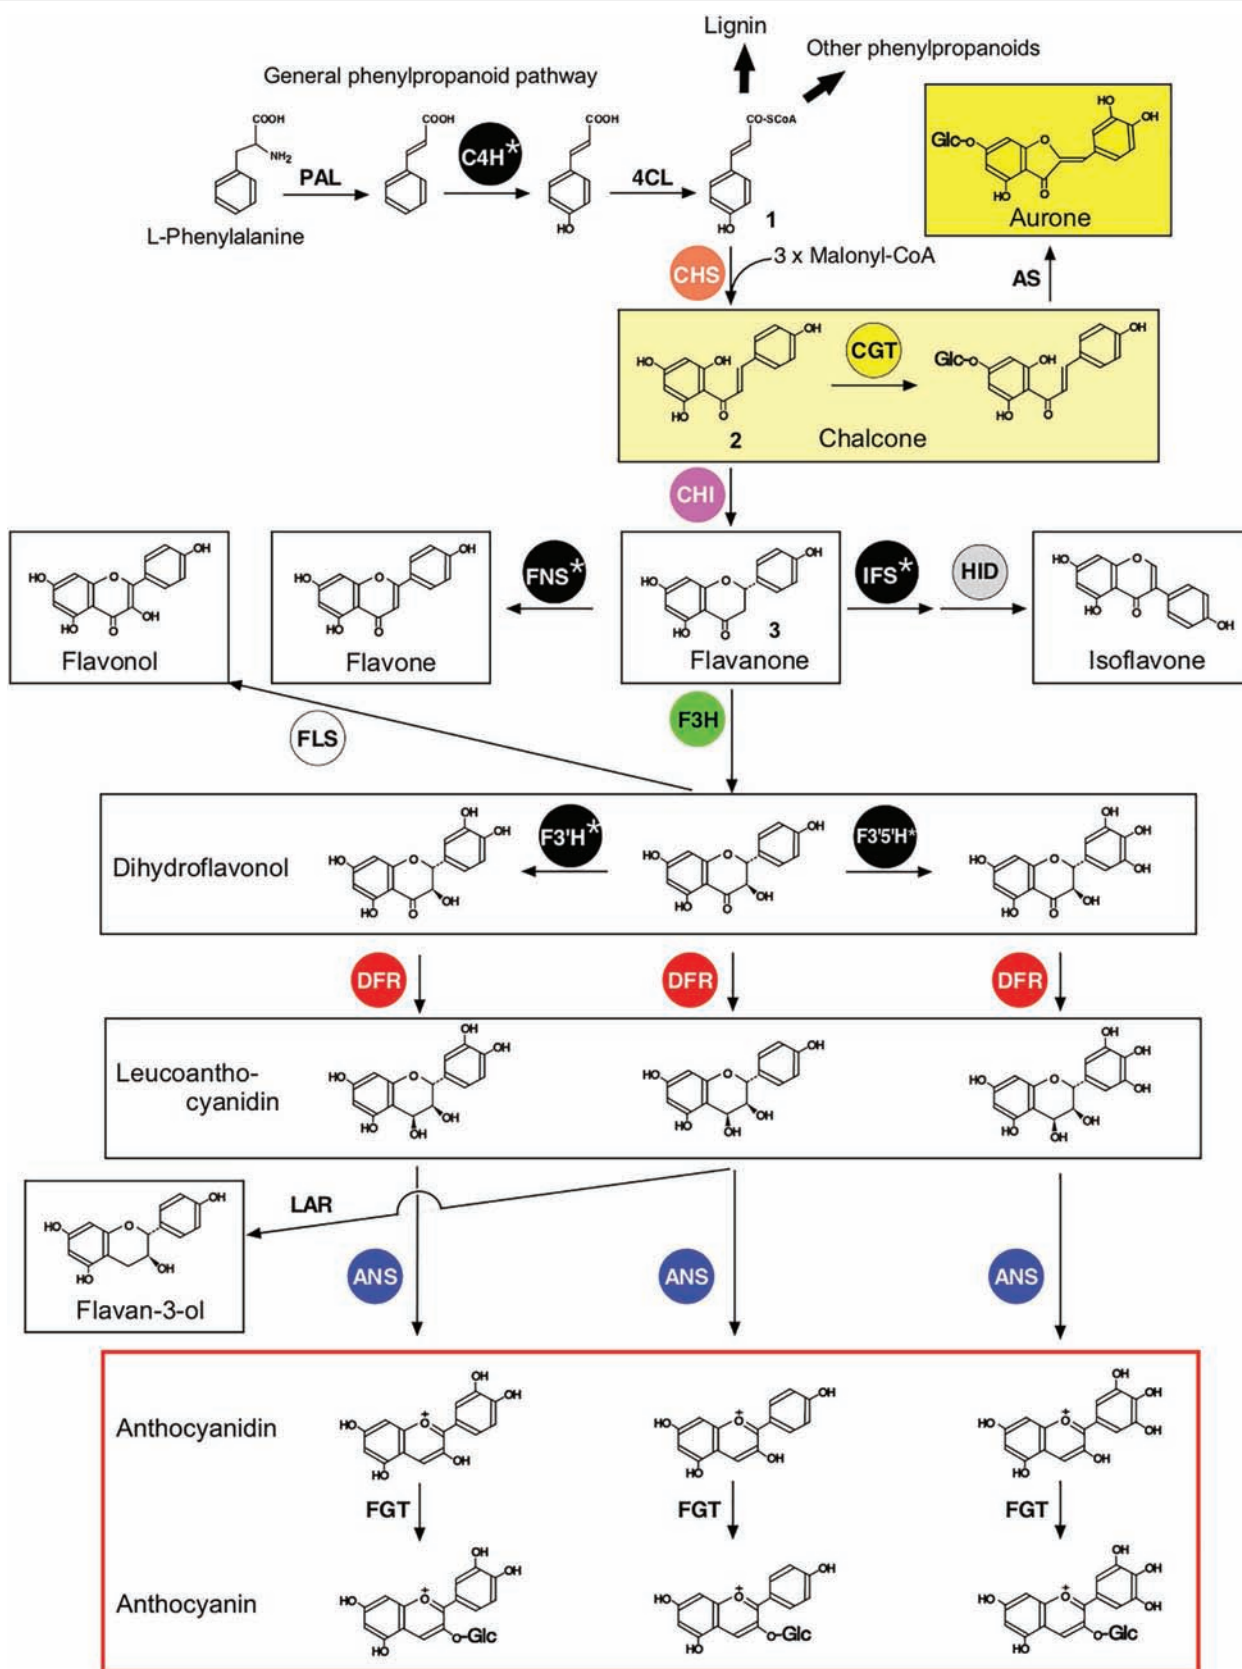 Lignin
Other phenylpropanoids
General phenylpropanoid pathway
COOH
NH2
L-Phenylalanine
PAL
COOH
C4H*
COOH
HO
4CL
CO-SCoA
HO
1
HO
OH
Glc-O
O
HO
O
Aurone
CHS
3 x Malonyl-CoA
AS
HO
OH
OH
HO
O
2
CGT
Glc-O
OH
OH
HO
O
Chalcone
CHI
HO
O
OH
HO
O
OH
Flavonol
HO
O
OH
HO
O
Flavone
FNS*
HO
O
OH
HO
O
3
Flavanone
IFS*
HID
HO
O
HO
O
OH
Isoflavone
FLS
F3H
Dihydroflavonol
HO
O
OH
OH
HO
O
OH
F3'H*
HO
O
OH
HO
O
OH
F3'5'H*
HO
O
OH
OH
OH
HO
O
OH
DFR
DFR
DFR
Leucoantho-
cyanidin
HO
O
OH
OH
HO
OH
OH
HO
O
OH
HO
OH
OH
HO
O
OH
OH
OH
HO
OH
OH
LAR
HO
O
OH
HO
OH
Flavan-3-ol
ANS
ANS
ANS
Anthocyanidin
HO
O+
OH
OH
HO
OH
HO
O+
OH
HO
OH
HO
O+
OH
OH
OH
HO
OH
FGT
FGT
FGT
Anthocyanin
HO
O+
OH
OH
HO
O-Glc
HO
O+
OH
HO
O-Glc
HO
O+
OH
OH
OH
HO
O-Glc